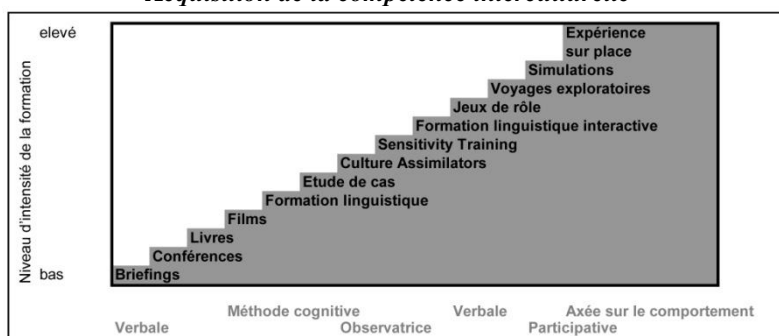 Acquisition de la compétence interculturelle
elevé
Niveau d'intensité de la formation
bas
Expérience
sur place
Simulations
Voyages exploratoires
Jeux de rôle
Formation linguistique interactive
Sensitivity Training
Culture Assimilators
Etude de cas
Formation linguistique
Films
Livres
Conférences
Briefings
Méthode cognitive
Verbale
Axée sur le comportement
Verbale
Observatrice
Participative